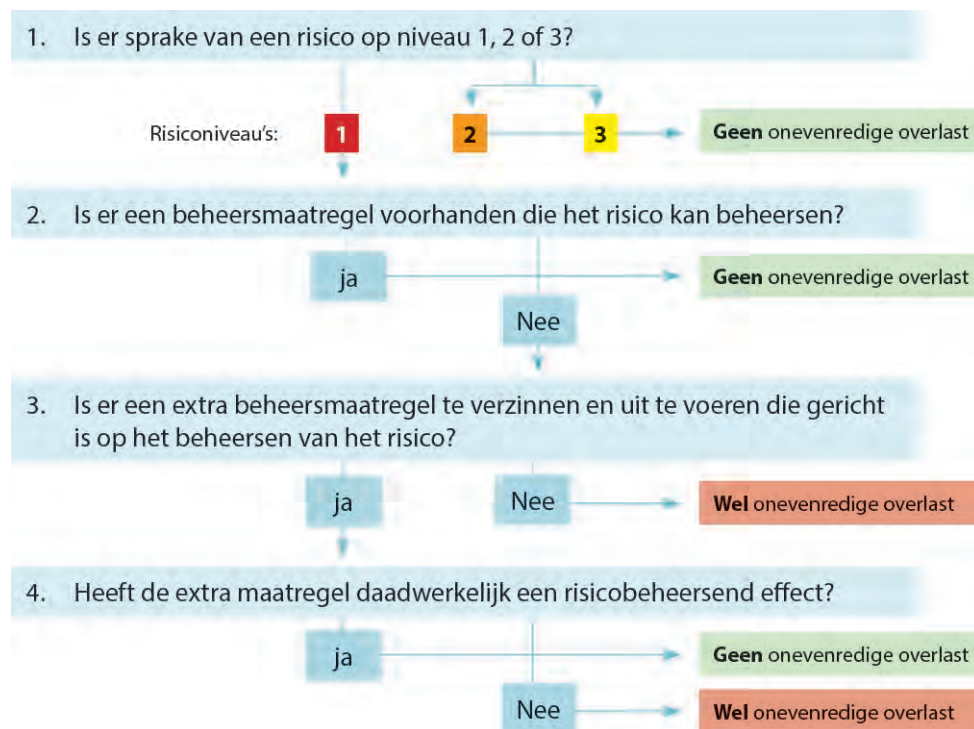 1. Is er sprake van een risico op niveau 1, 2 of 3?
Risiconiveau's: 1 2 3 Geen onevenredige overlast
2. Is er een beheersmaatregel voorhanden die het risico kan beheersen?
ja Geen onevenredige overlast
Nee
3. Is er een extra beheersmaatregel te verzinnen en uit te voeren die gericht
is op het beheersen van het risico?
ja Nee Wel onevenredige overlast
4. Heeft de extra maatregel daadwerkelijk een risicobeheersend effect?
ja Geen onevenredige overlast
Nee Wel onevenredige overlast